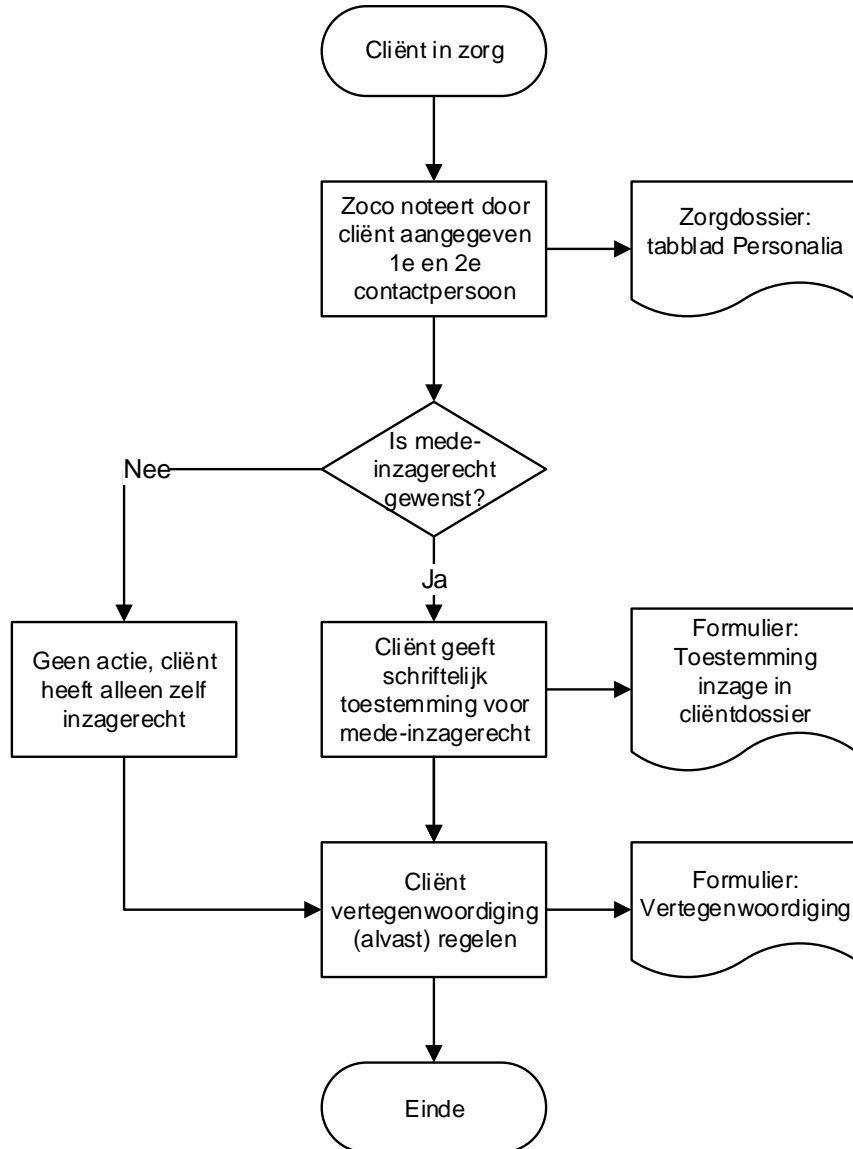 Cliënt in zorg
Zoco noteert door
cliënt aangegeven
1e en 2e
contactpersoon
Zorgdossier:
tabblad Personalia
Is mede-
inzagerecht
gewenst?
Nee
Ja
Geen actie, cliënt
heeft alleen zelf
inzagerecht
Cliënt geeft
schriftelijk
toestemming voor
mede-inzagerecht
Formulier:
Toestemming
inzage in
cliëntdossier
Cliënt
vertegenwoordiging
(alvast) regelen
Formulier:
Vertegenwoordiging
Einde